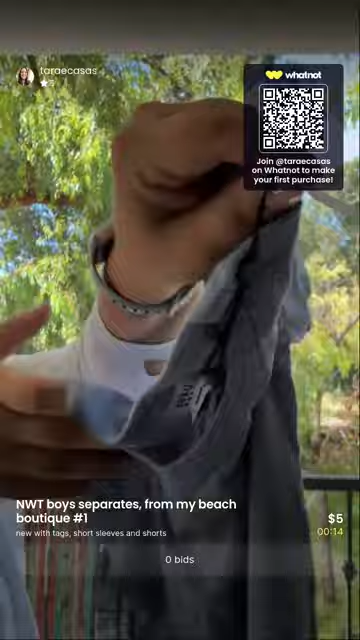 taraecasas
whatnot
Join @taraecasas
on Whatnot to make
your first purchase!
NWT boys separates, from my beach
boutique #1
$5
new with tags, short sleeves and shorts
00:14
0 bids